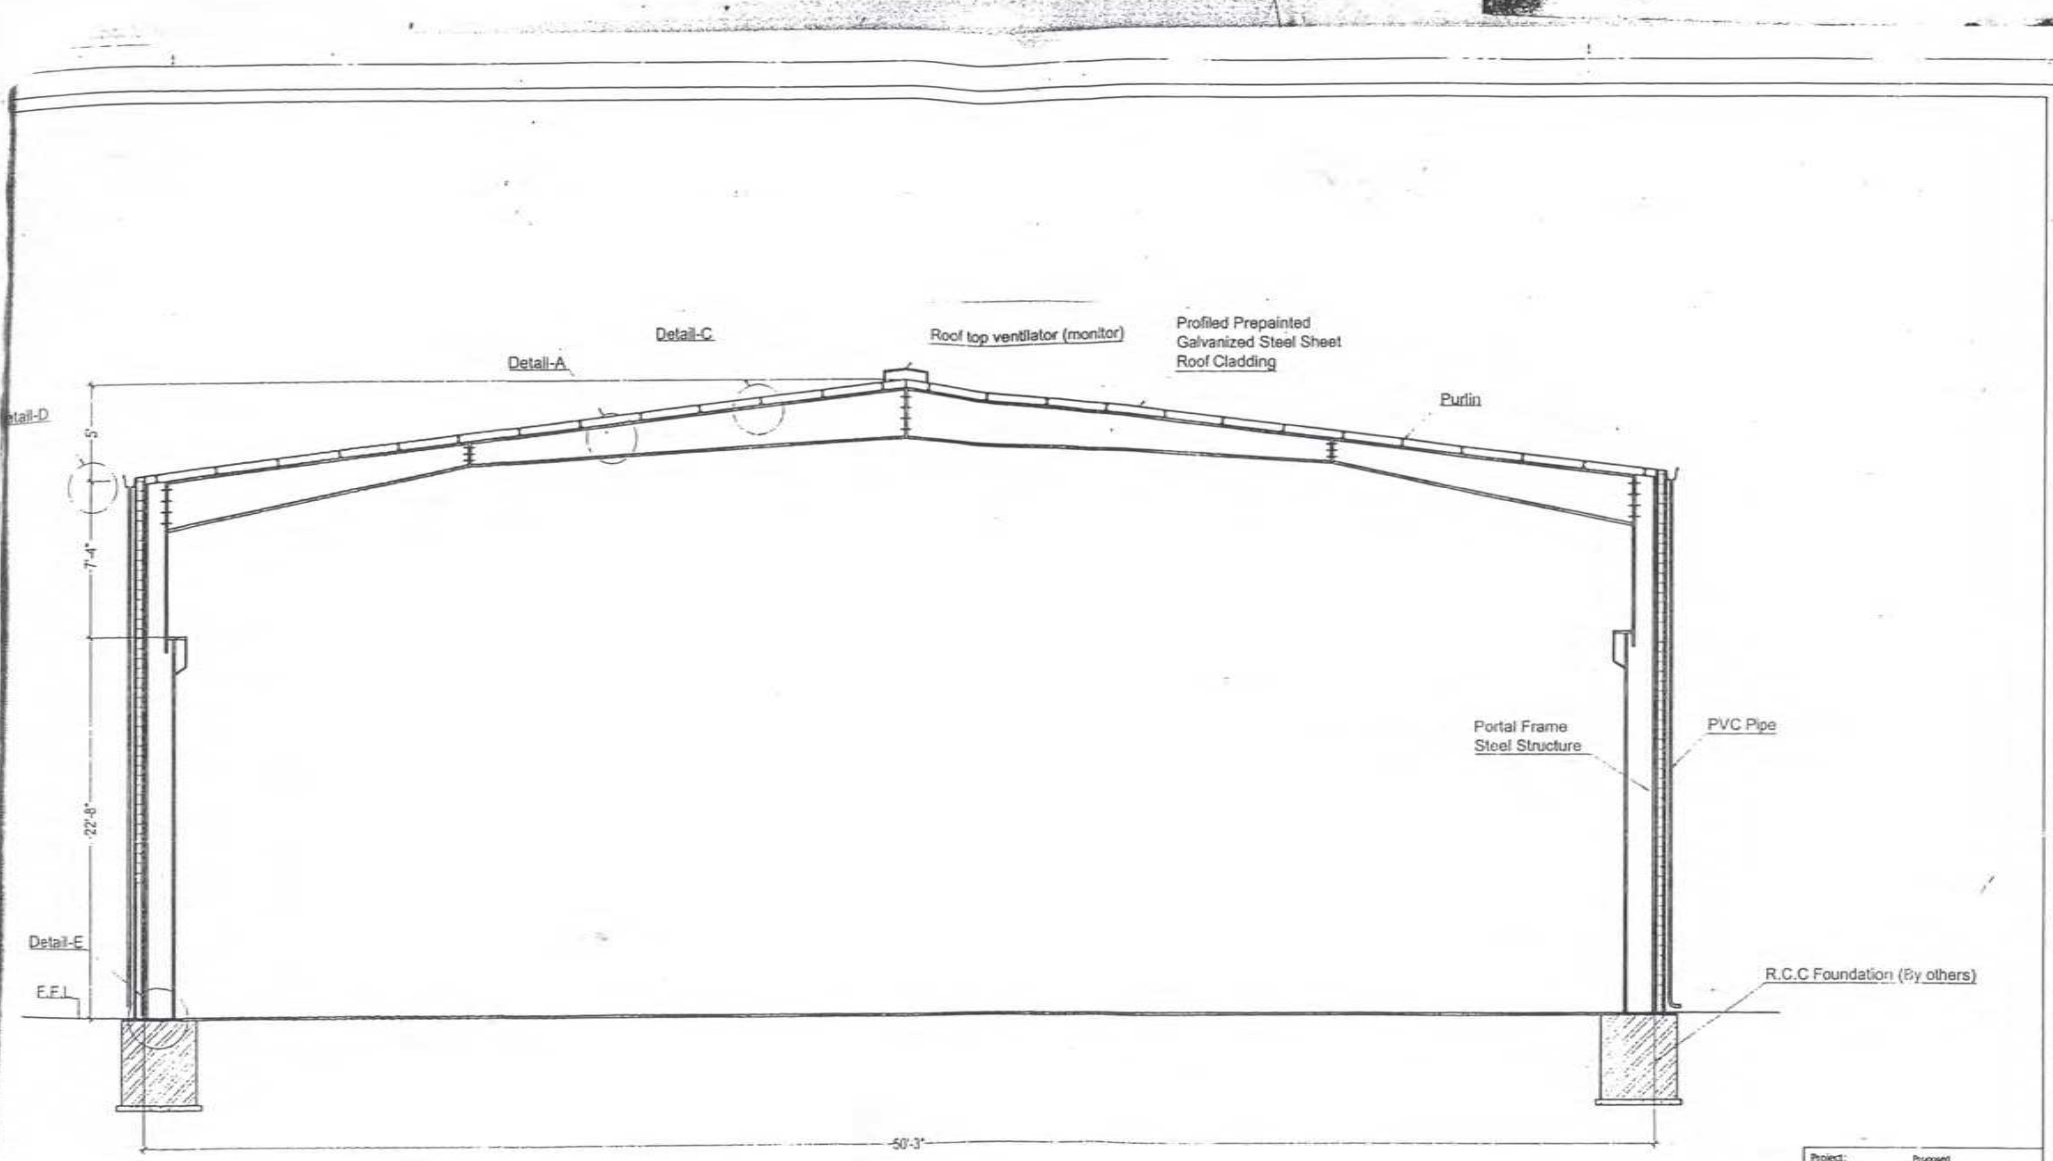 Detail-C
Roof top ventilator (monitor)
Profiled Prepainted
Galvanized Steel Sheet
Roof Cladding
Detail-A
Purlin
etail-D
5'
7'-4"
22'-8"
Portal Frame
Steel Structure
PVC Pipe
Detail-E
F.F.L
R.C.C Foundation (By others)
50'-3"
Project:
Proposed